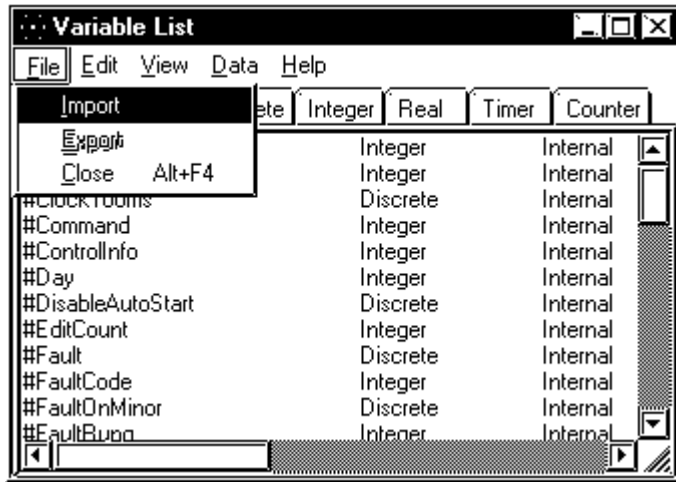 Variable List
File Edit View Data Help
Import Integer Real Timer Counter
Export Integer Internal
Close Alt+F4 Integer Internal
Discrete Internal
#Command Integer Internal
#ControlInfo Integer Internal
#Day Integer Internal
#DisableAutoStart Discrete Internal
#EditCount Integer Internal
#Fault Discrete Internal
#FaultCode Integer Internal
#FaultOnMinor Discrete Internal
#FaultRung Integer Internal